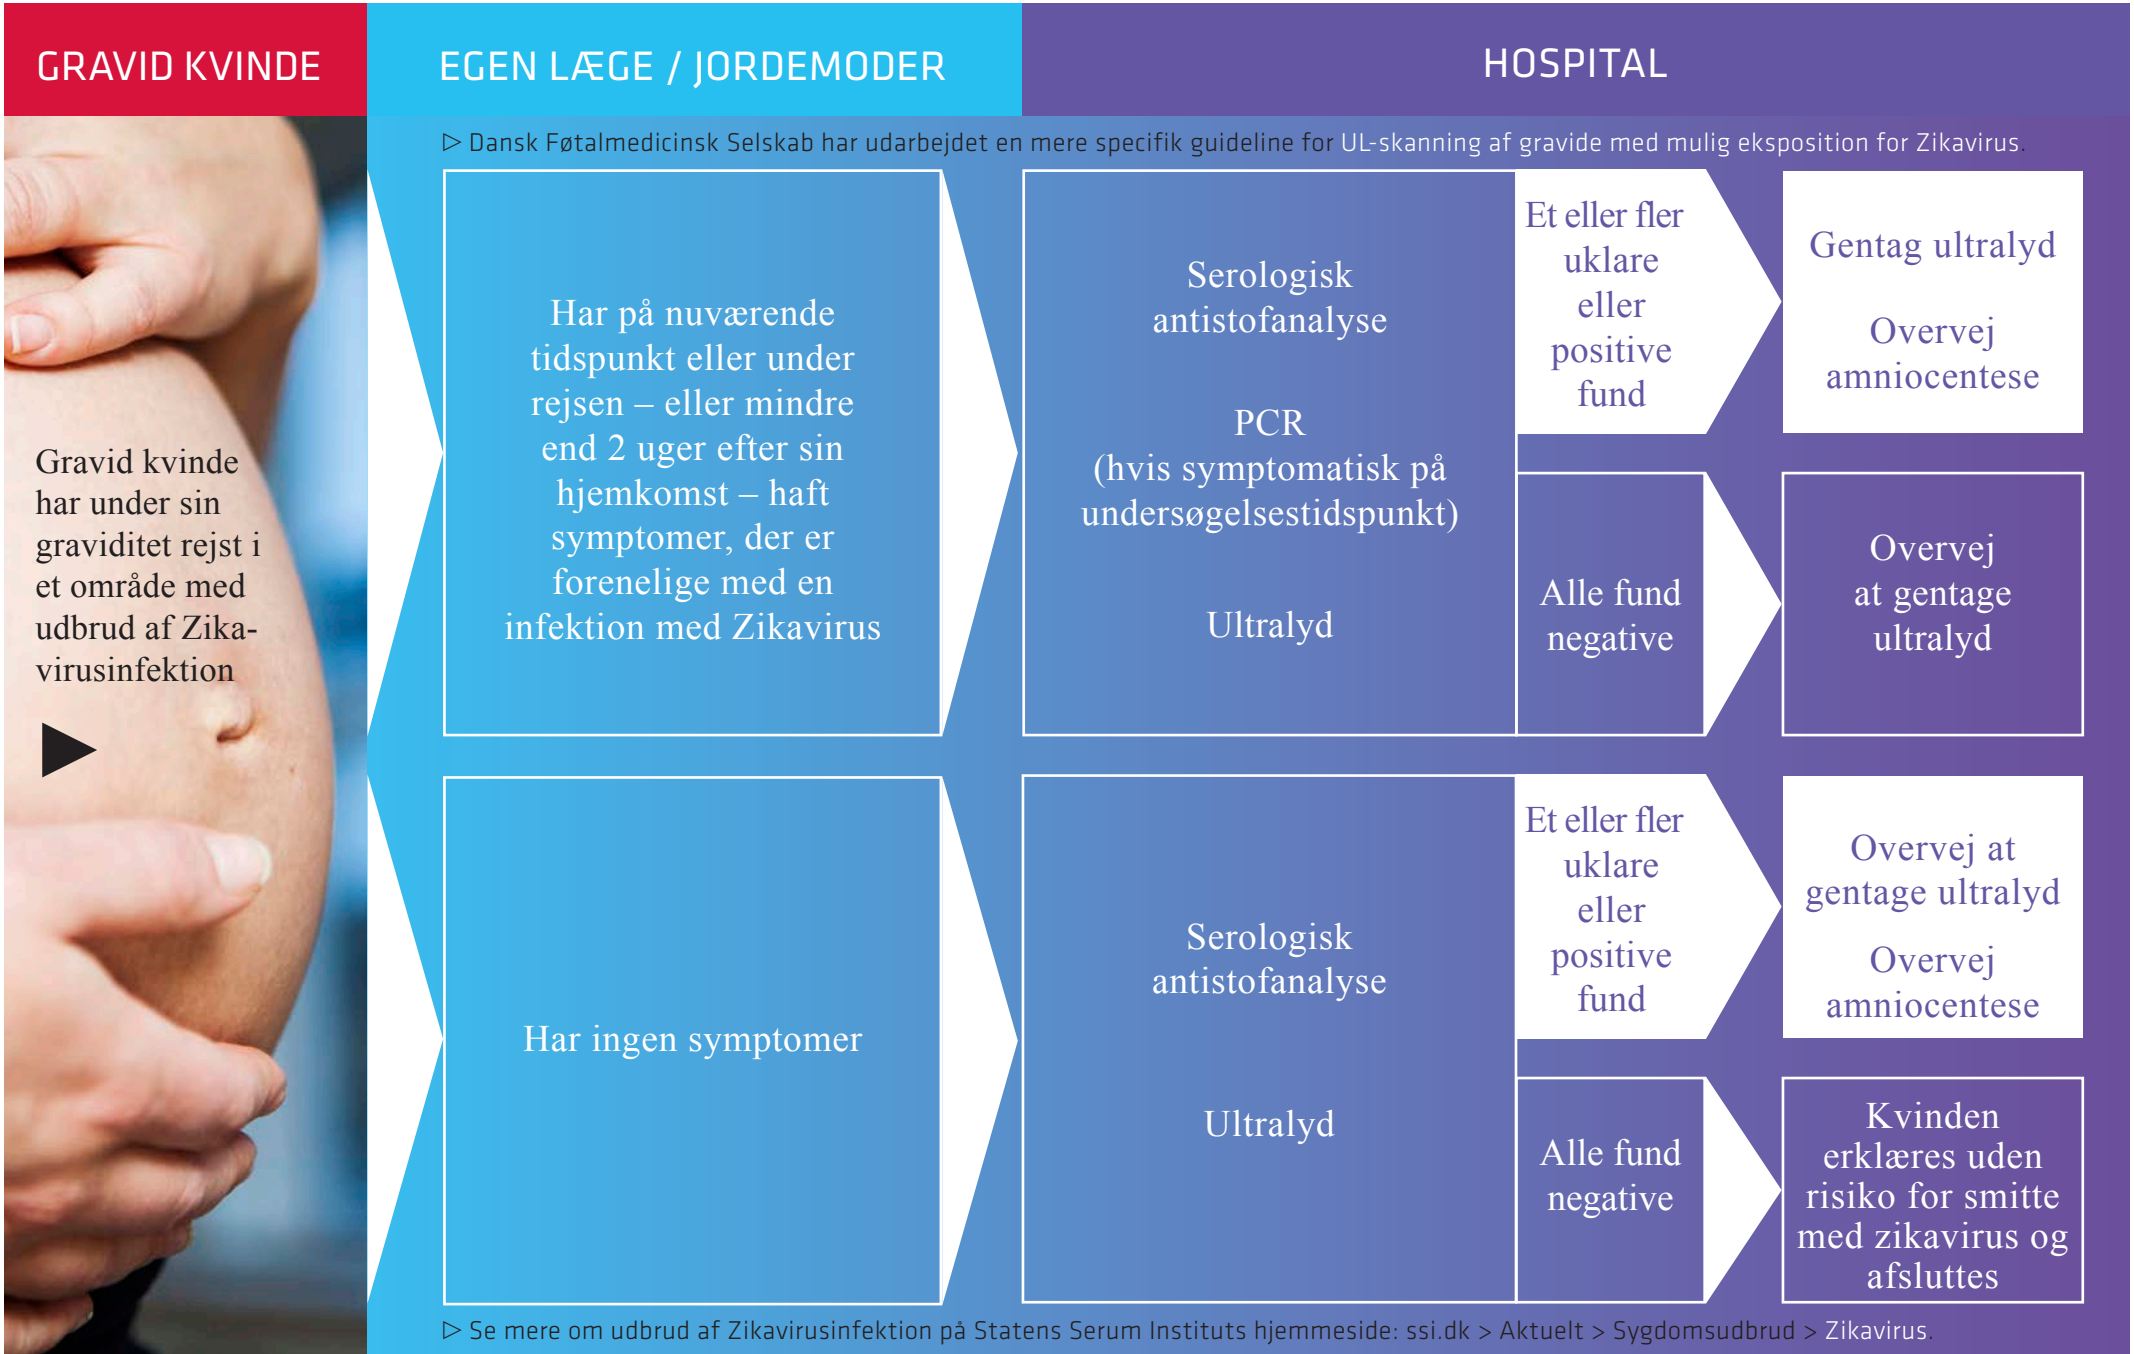 GRAVID KVINDE
EGEN LÆGE / JORDEMODER
HOSPITAL
▷ Dansk Føtalmedicinsk Selskab har udarbejdet en mere specifik guideline for UL-skanning af gravide med mulig eksposition for Zikavirus.
Gravid kvinde
har under sin
graviditet rejst i
et område med
udbrud af Zika-
virusinfektion
Har på nuværende
tidspunkt eller under
rejsen – eller mindre
end 2 uger efter sin
hjemkomst – haft
symptomer, der er
forenelige med en
infektion med Zikavirus
Serologisk
antistofanalyse
PCR
(hvis symptomatisk på
undersøgelsestidspunkt)
Ultralyd
Et eller fler
uklare
eller
positive
fund
Gentag ultralyd
Overvej
amniocentese
Alle fund
negative
Overvej
at gentage
ultralyd
Har ingen symptomer
Serologisk
antistofanalyse
Ultralyd
Et eller fler
uklare
eller
positive
fund
Overvej at
gentage ultralyd
Overvej
amniocentese
Alle fund
negative
Kvinden
erklæres uden
risiko for smitte
med zikavirus og
afsluttes
▷ Se mere om udbrud af Zikavirusinfektion på Statens Serum Instituts hjemmeside: ssi.dk > Aktuelt > Sygdomsudbrud > Zikavirus.